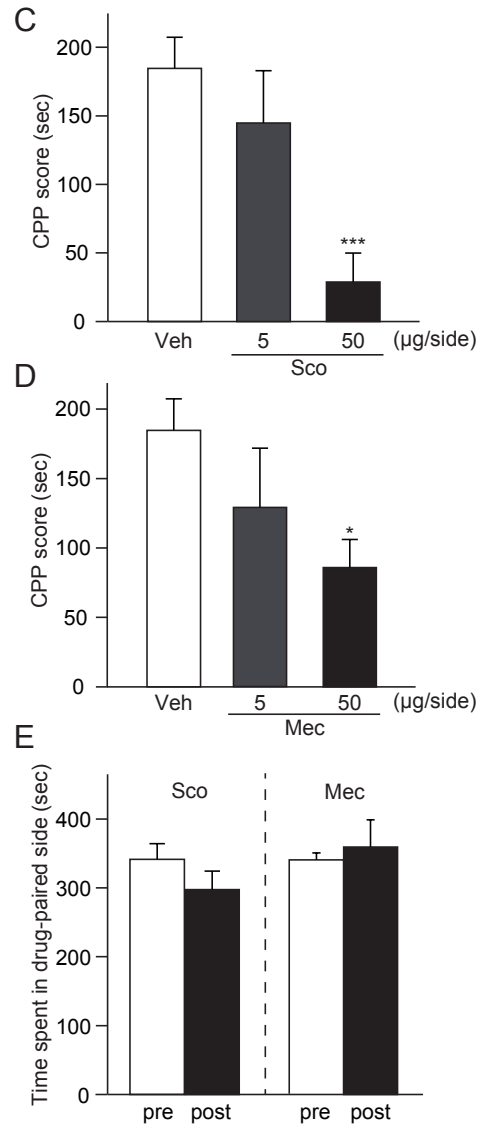 C
CPP score (sec)
200
150
100
50
0
***
Veh 5 50 (µg/side)
Sco
D
CPP score (sec)
200
150
100
50
0
*
Veh 5 50 (µg/side)
Mec
E
Time spent in drug-paired side (sec)
Sco Mec
400
300
200
100
0
pre post pre post